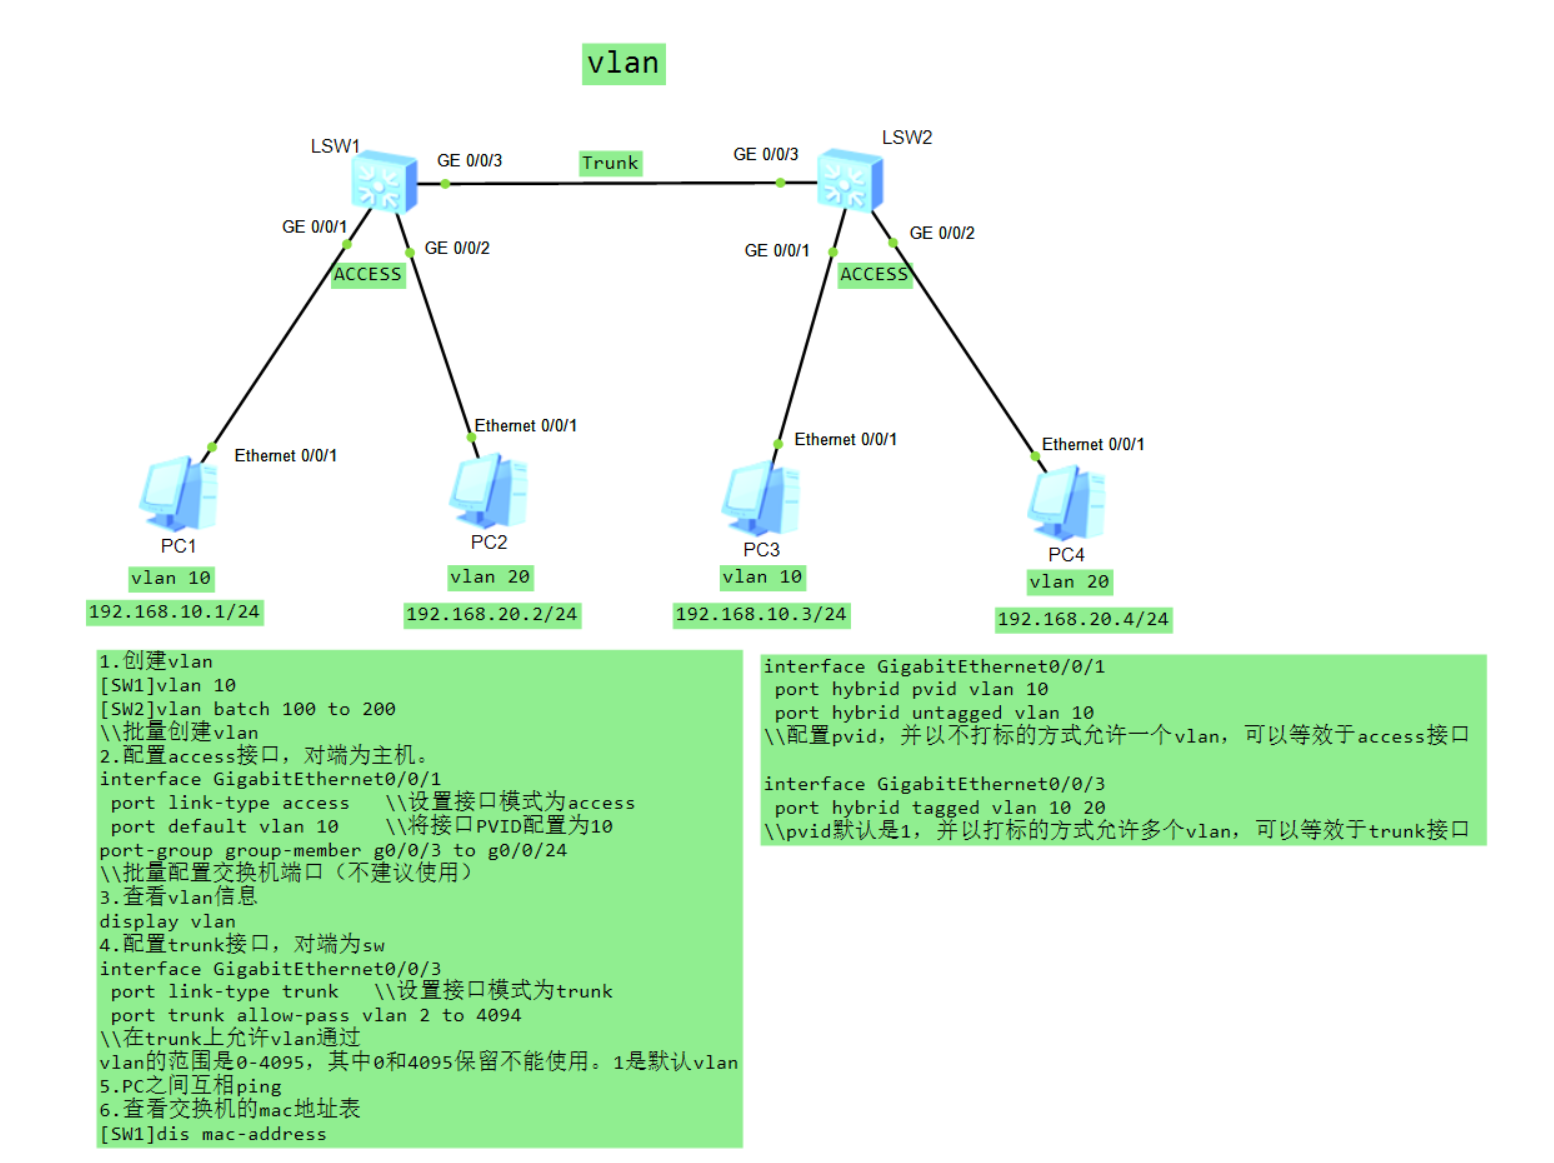 vlan
LSW1
LSW2
GE 0/0/3
Trunk
GE 0/0/3
GE 0/0/1
GE 0/0/2
ACCESS
GE 0/0/1
GE 0/0/2
ACCESS
Ethernet 0/0/1
Ethernet 0/0/1
Ethernet 0/0/1
Ethernet 0/0/1
PC1
PC2
PC3
PC4
vlan 10
vlan 20
vlan 10
vlan 20
192.168.10.1/24
192.168.20.2/24
192.168.10.3/24
192.168.20.4/24
1.创建vlan
[SW1]vlan 10
[SW2]vlan batch 100 to 200
\\批量创建vlan
2.配置access接口，对端为主机。
interface GigabitEthernet0/0/1
port link-type access \\设置接口模式为access
port default vlan 10 \\将接口PVID配置为10
port-group group-member g0/0/3 to g0/0/24
\\批量配置交换机端口（不建议使用）
3.查看vlan信息
display vlan
4.配置trunk接口，对端为sw
interface GigabitEthernet0/0/3
port link-type trunk \\设置接口模式为trunk
port trunk allow-pass vlan 2 to 4094
\\在trunk上允许vlan通过
vlan的范围是0-4095，其中0和4095保留不能使用。1是默认vlan
5.PC之间互相ping
6.查看交换机的mac地址表
[SW1]dis mac-address
interface GigabitEthernet0/0/1
port hybrid pvid vlan 10
port hybrid untagged vlan 10
\\配置pvid，并以不打标的方式允许一个vlan，可以等效于access接口
interface GigabitEthernet0/0/3
port hybrid tagged vlan 10 20
\\pvid默认是1，并以打标的方式允许多个vlan，可以等效于trunk接口